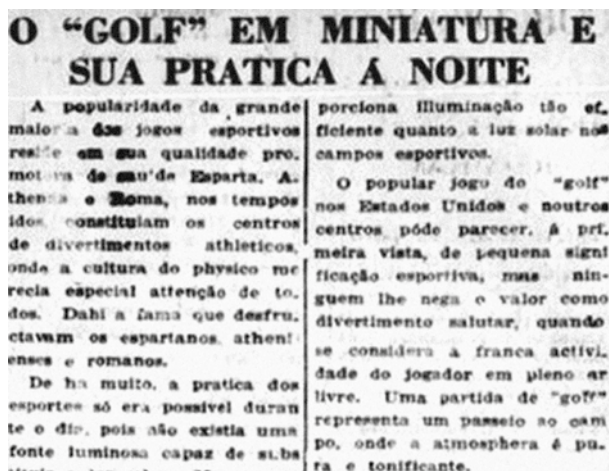 O "GOLF" EM MINIATURA E
SUA PRATICA Á NOITE
A popularidade da grande
maioria dos jogos esportivos
reside em sua qualidade pro.
motora de sau'de Esparta, A.
thenas e Roma, nos tempos
idos constituiam os centros
de divertimentos athleticos,
onde a cultura do physico me
recia especial attenção de to.
dos. Dahi a fama que desfru.
ctavam os espartanos, atheni
enses e romanos.
De ha muito, a pratica dos
esportes só era possivel duran
te o dia, pois não existia uma
fonte luminosa capaz de subs
porciona illuminação tão ef.
ficiente quanto a luz solar nos
campos esportivos.
O popular jogo do "golf"
nos Estados Unidos e noutros
centros póde parecer, á pri.
meira vista, de pequena signi
ficação esportiva, mas nin-
guem lhe nega o valor como
divertimento salutar, quando
se considera a franca activi.
dade do jogador em pleno ar
livre. Uma partida de "golf"
representa um passeio ao cam
po, onde a atmosphera é pu.
ra e tonificante.